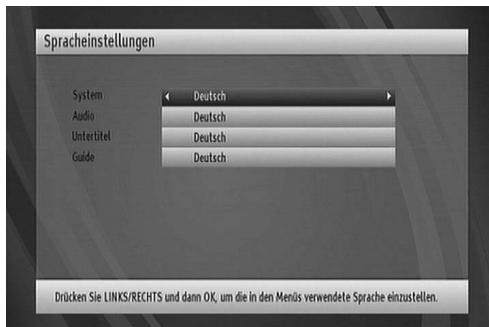 Spracheinstellungen
System Deutsch
Audio Deutsch
Untertitel Deutsch
Guide Deutsch
Drücken Sie LINKS/RECHTS und dann OK, um die in den Menüs verwendete Sprache einzustellen.